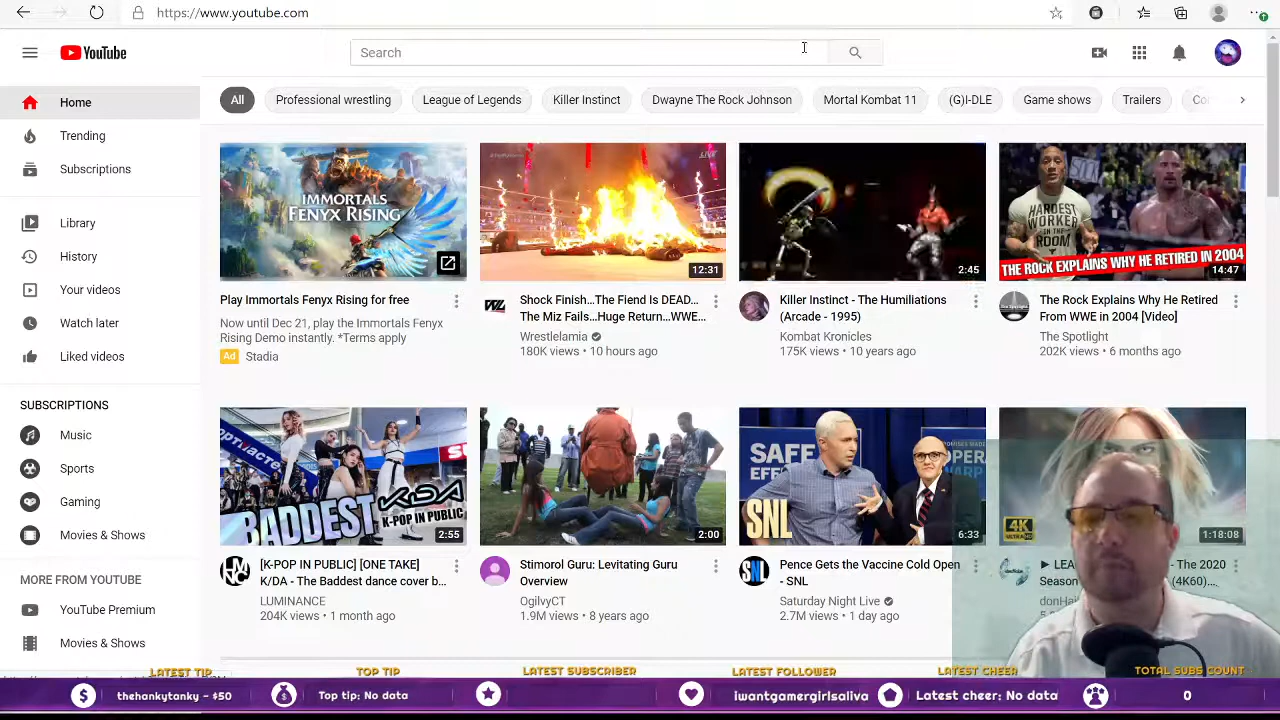 https://www.youtube.com
YouTube
Search
Home
Trending
Subscriptions
Library
History
Your videos
Watch later
Liked videos
SUBSCRIPTIONS
Music
Sports
Gaming
Movies & Shows
MORE FROM YOUTUBE
YouTube Premium
Movies & Shows
All
Professional wrestling
League of Legends
Killer Instinct
Dwayne The Rock Johnson
Mortal Kombat 11
(G)I-DLE
Game shows
Trailers
IMMORTALS
FENYX RISING
Play Immortals Fenyx Rising for free
Now until Dec 21, play the Immortals Fenyx
Rising Demo instantly. *Terms apply
Ad Stadia
LIVE
12:31
Shock Finish...The Fiend Is DEAD...
The Miz Fails...Huge Return...WWE...
Wrestlelamia
180K views • 10 hours ago
2:45
Killer Instinct - The Humiliations
(Arcade - 1995)
Kombat Kronicles
175K views • 10 years ago
HARDEST
WORKER
IN THE
ROOM
THE ROCK EXPLAINS WHY HE RETIRED IN 2004
14:47
The Rock Explains Why He Retired
From WWE in 2004 [Video]
The Spotlight
202K views • 6 months ago
BADDEST
K/DA
K-POP IN PUBLIC
2:55
[K-POP IN PUBLIC] [ONE TAKE]
K/DA - The Baddest dance cover b...
LUMINANCE
204K views • 1 month ago
2:00
Stimorol Guru: Levitating Guru
Overview
OgilvyCT
1.9M views • 8 years ago
SAFE
EFFE
OPERA
WARP
SNL
6:33
Pence Gets the Vaccine Cold Open
- SNL
Saturday Night Live
2.7M views • 1 day ago
4K
ULTRA HD
1:18:08
- The 2020
Season
(4K60)...
LATEST TIP
TOP TIP
LATEST SUBSCRIBER
LATEST FOLLOWER
LATEST CHEER
TOTAL SUBS COUNT
thehankytanky - $50
Top tip: No data
iwantgamergirlsaliva
Latest cheer: No data
0